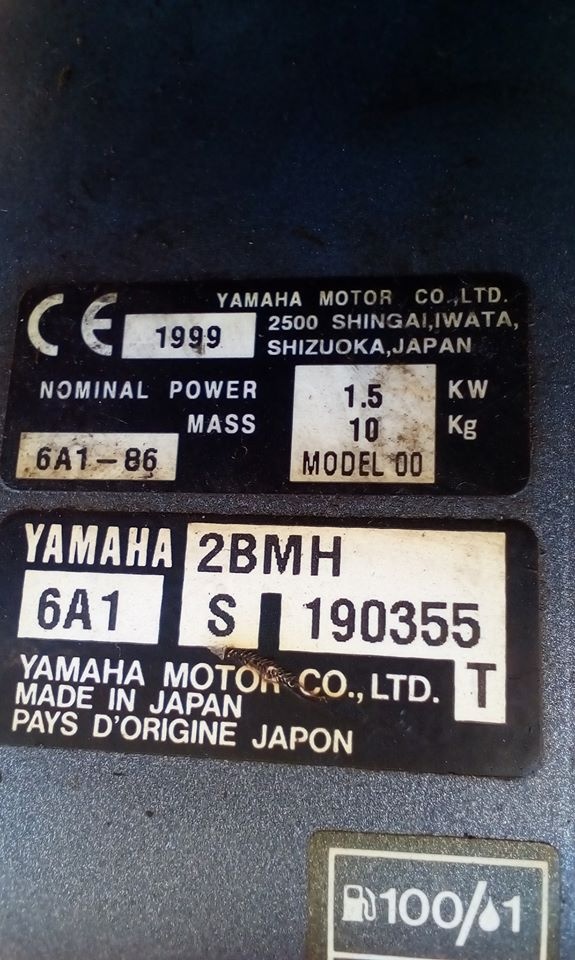 CE 1999 YAMAHA MOTOR CO.,LTD.
2500 SHINGAI,IWATA,
SHIZUOKA,JAPAN
NOMINAL POWER 1.5 KW
MASS 10 Kg
6A1-86 MODEL 00
YAMAHA 2BMH
6A1 S 190355
T
YAMAHA MOTOR CO., LTD.
MADE IN JAPAN
PAYS D'ORIGINE JAPON
100/1